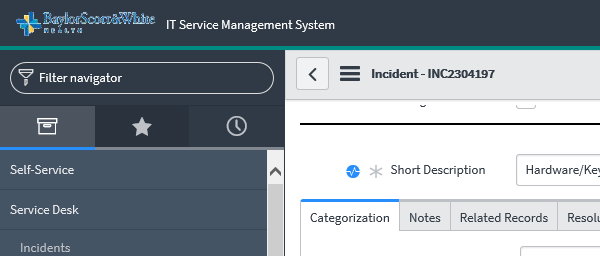 BaylorScott&White
HEALTH
IT Service Management System
Filter navigator
Self-Service
Service Desk
Incidents
Incident - INC2304197
Short Description
Hardware/Key
Categorization
Notes
Related Records
Resolu